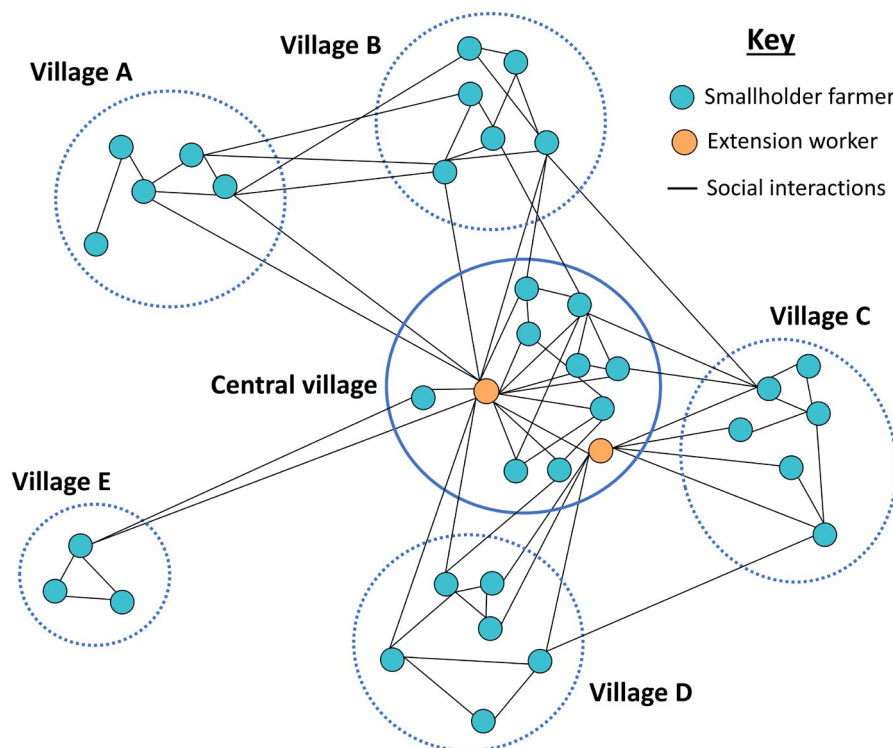 Village A
Village B
Key
Smallholder farmer
Extension worker
Social interactions
Village C
Central village
Village E
Village D